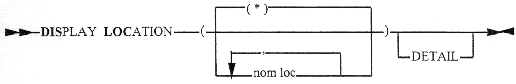 ( * )
DISPLAY LOCATION ( , )
nom loc
DETAIL